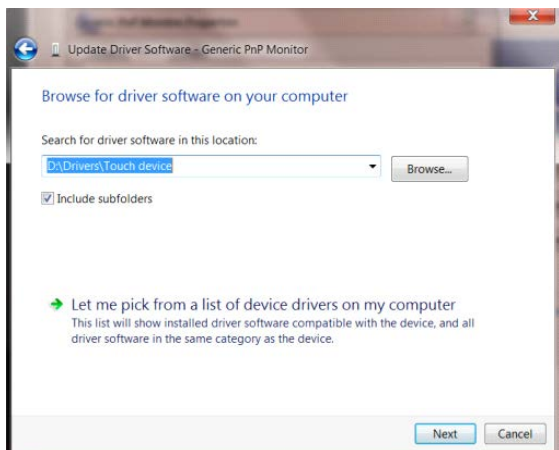 Update Driver Software - Generic PnP Monitor
Browse for driver software on your computer
Search for driver software in this location:
D:\Drivers\Touch device
Browse...
Include subfolders
Let me pick from a list of device drivers on my computer
This list will show installed driver software compatible with the device, and all
driver software in the same category as the device.
Next
Cancel